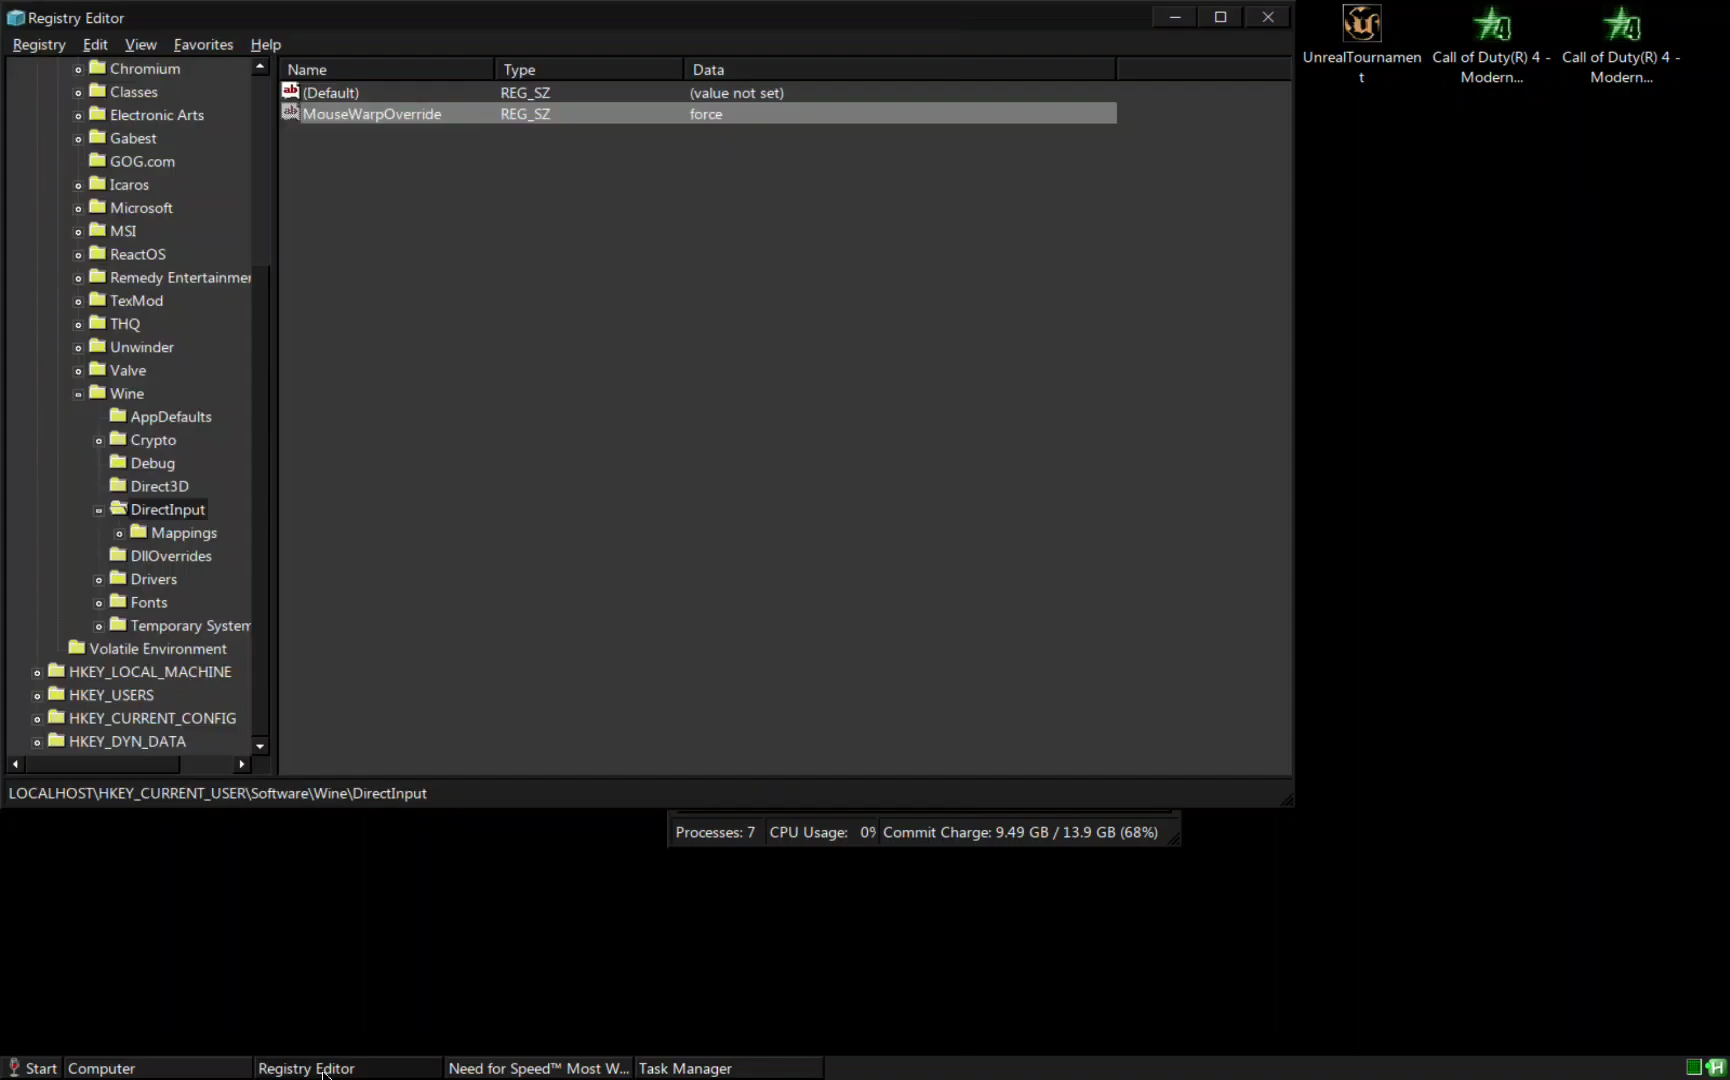 Registry Editor
Registry Edit View Favorites Help
Chromium
Classes
Electronic Arts
Gabest
GOG.com
Icaros
Microsoft
MSI
ReactOS
Remedy Entertainmer
TexMod
THQ
Unwinder
Valve
Wine
AppDefaults
Crypto
Debug
Direct3D
DirectInput
Mappings
DllOverrides
Drivers
Fonts
Temporary System
Volatile Environment
HKEY_LOCAL_MACHINE
HKEY_USERS
HKEY_CURRENT_CONFIG
HKEY_DYN_DATA
Name Type Data
ab (Default) REG_SZ (value not set)
ab MouseWarpOverride REG_SZ force
LOCALHOST\HKEY_CURRENT_USER\Software\Wine\DirectInput
UnrealTournamen
t
Call of Duty(R) 4 -
Modern...
Call of Duty(R) 4 -
Modern...
Processes: 7 CPU Usage: 0% Commit Charge: 9.49 GB / 13.9 GB (68%)
Start Computer Registry Editor Need for Speed™ Most W... Task Manager